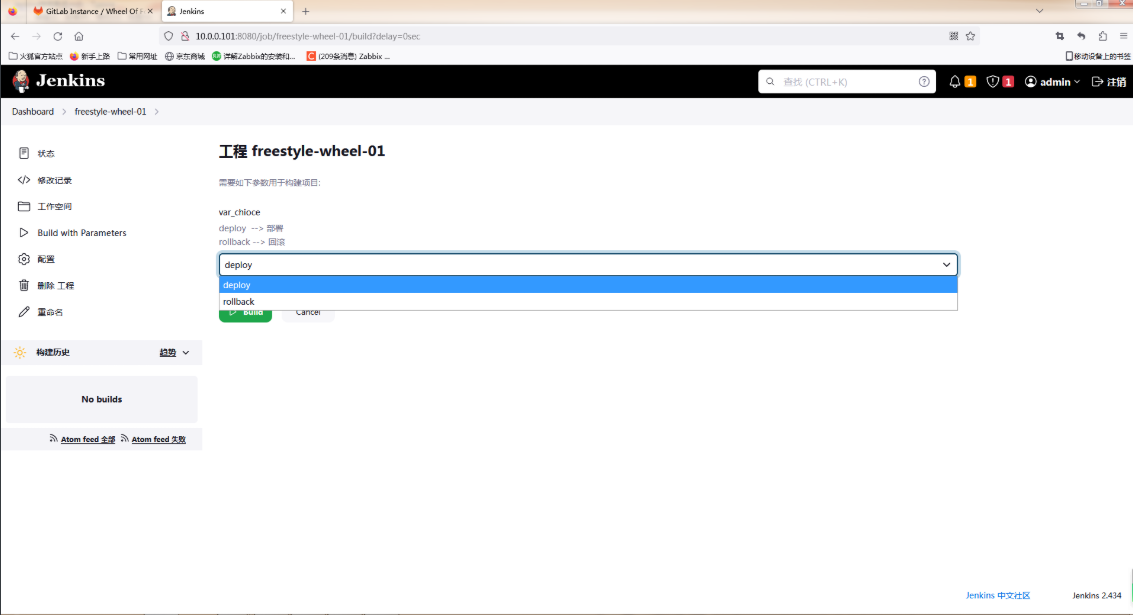 GitLab Instance / Wheel Of F
Jenkins
10.0.0.101:8080/job/freestyle-wheel-01/build?delay=0sec
火狐官方站点 新手上路 常用网址 京东商城 详解Zabbix的安装和... (209条消息) Zabbix ... 移动设备上的书签
Jenkins
查找 (CTRL+K)
1
1
admin
注销
Dashboard freestyle-wheel-01
状态
修改记录
工作空间
Build with Parameters
配置
删除 工程
重命名
构建历史 趋势
No builds
Atom feed 全部 Atom feed 失败
工程 freestyle-wheel-01
需要如下参数用于构建项目:
var_chioce
deploy --> 部署
rollback --> 回滚
deploy
deploy
rollback
Build Cancel
Jenkins 中文社区 Jenkins 2.434